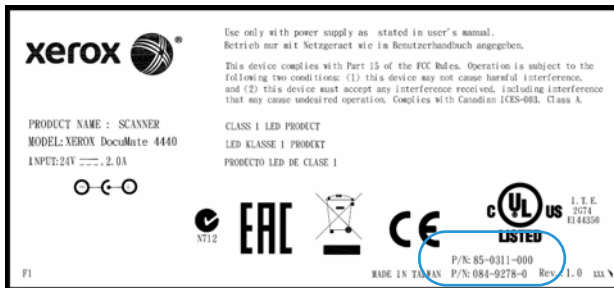 xerox ®
Use only with power supply as stated in user's manual.
Betrieb nur mit Netzgeraet wie im Benutzerhandbuch angegeben.
This device complies with Part 15 of the FCC Rules. Operation is subject to the
following two conditions: (1) this device may not cause harmful interference,
and (2) this device must accept any interference received, including interference
that may cause undesired operation. Complies with Canadian ICES-003. Class A.
PRODUCT NAME : SCANNER
MODEL: XEROX DocuMate 4440
INPUT:24V ⎓, 2.0A
CLASS 1 LED PRODUCT
LED KLASSE 1 PRODUKT
PRODUCTO LED DE CLASE 1
N712
EAC
CE
C UL US
LISTED
I.T.E.
2G74
E144350
P/N: 85-0311-000
MADE IN TAIWAN P/N: 084-9278-0 Rev.: 1.0 xxx
F1